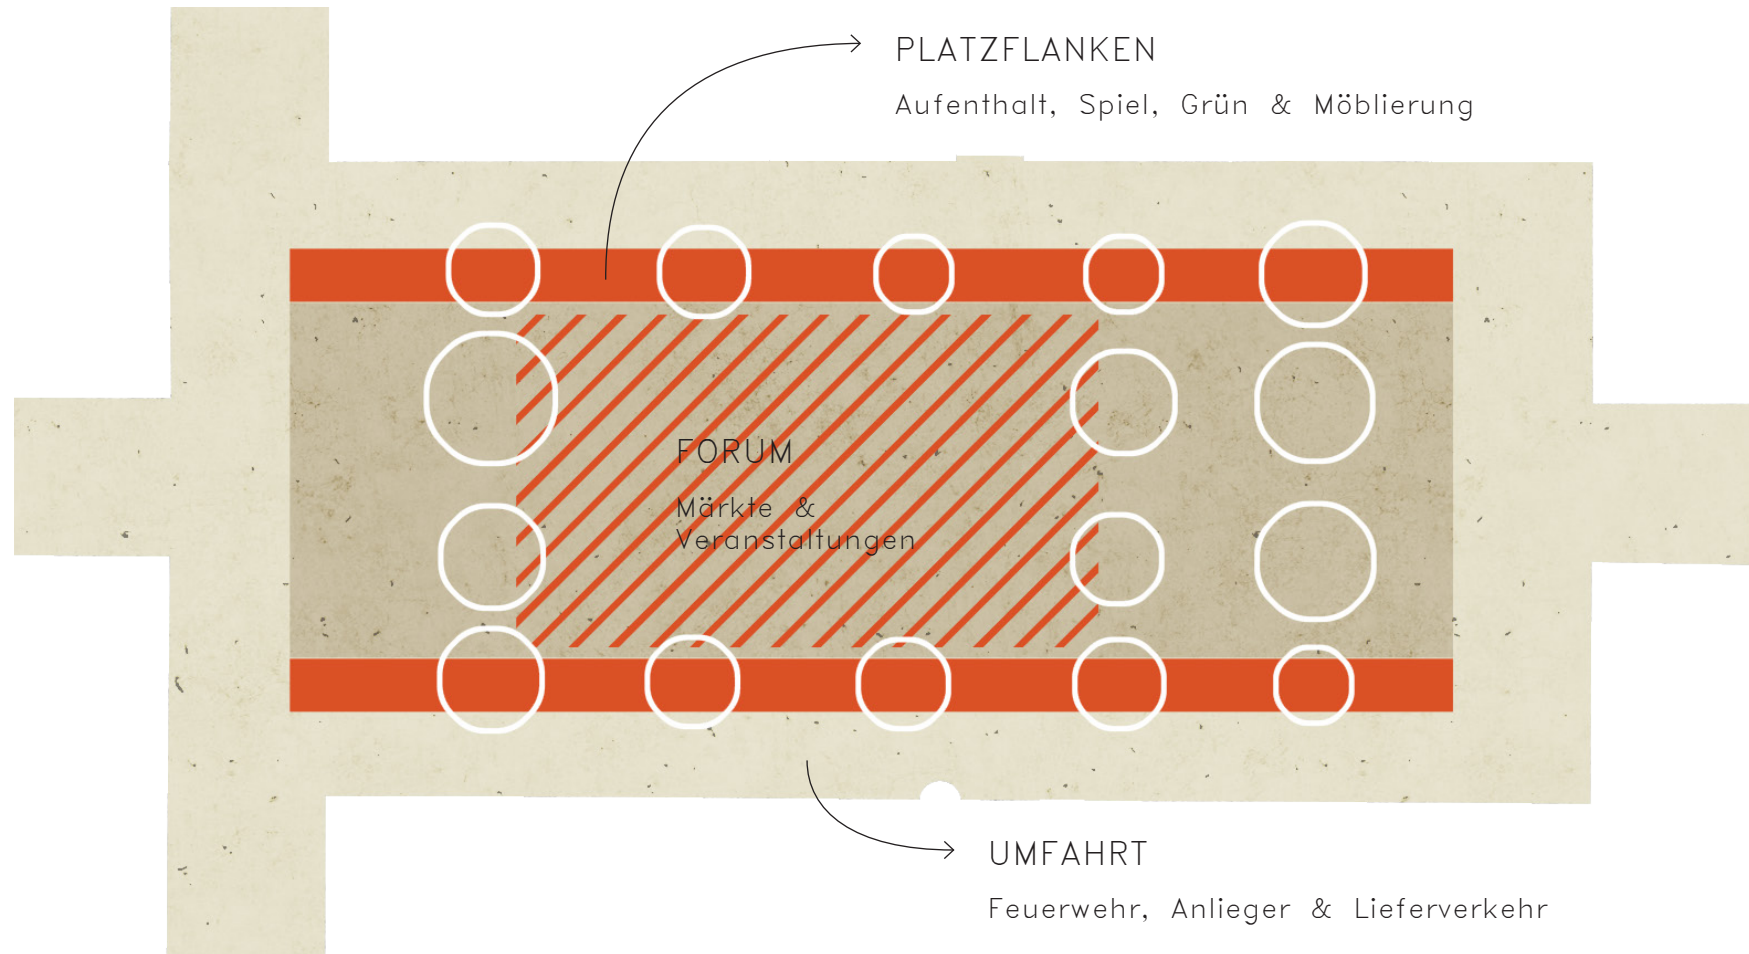 PLATZFLANKEN
Aufenthalt, Spiel, Grün & Möblierung
FORUM
Märkte &
Veranstaltungen
UMFAHRT
Feuerwehr, Anlieger & Lieferverkehr